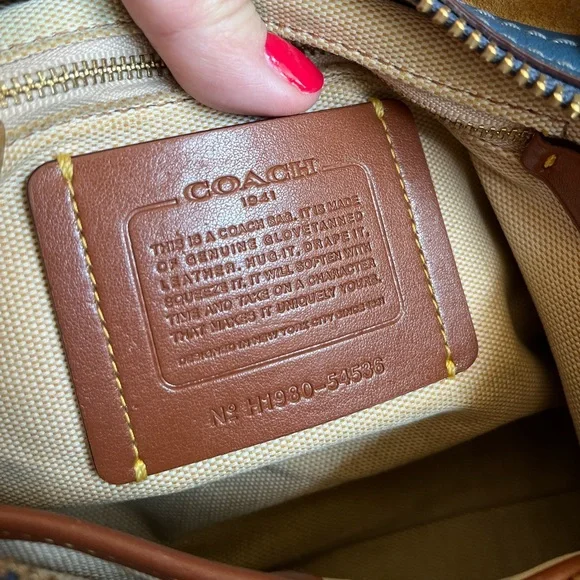 COACH
1941
THIS IS A COACH BAG. IT IS MADE
OF GENUINE GLOVETANNED
LEATHER. HUG IT, DRAPE IT,
SQUEEZE IT. IT WILL SOFTEN WITH
TIME AND TAKE ON A CHARACTER
THAT MAKES IT UNIQUELY YOURS.
DESIGNED IN NEW YORK CITY SINCE 1941
Nº H1980-54536